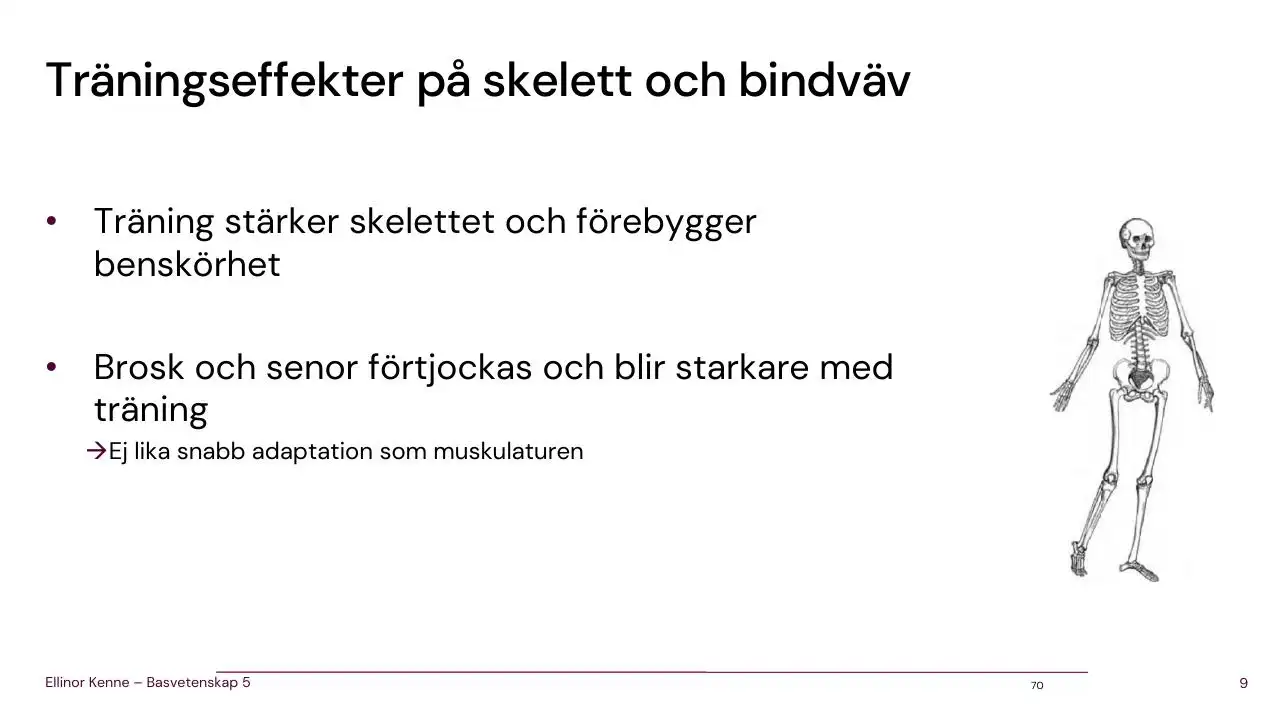 Träningseffekter på skelett och bindväv
• Träning stärker skelettet och förebygger
benskörhet
• Brosk och senor förtjockas och blir starkare med
träning
→Ej lika snabb adaptation som muskulaturen
Ellinor Kenne – Basvetenskap 5
70
9